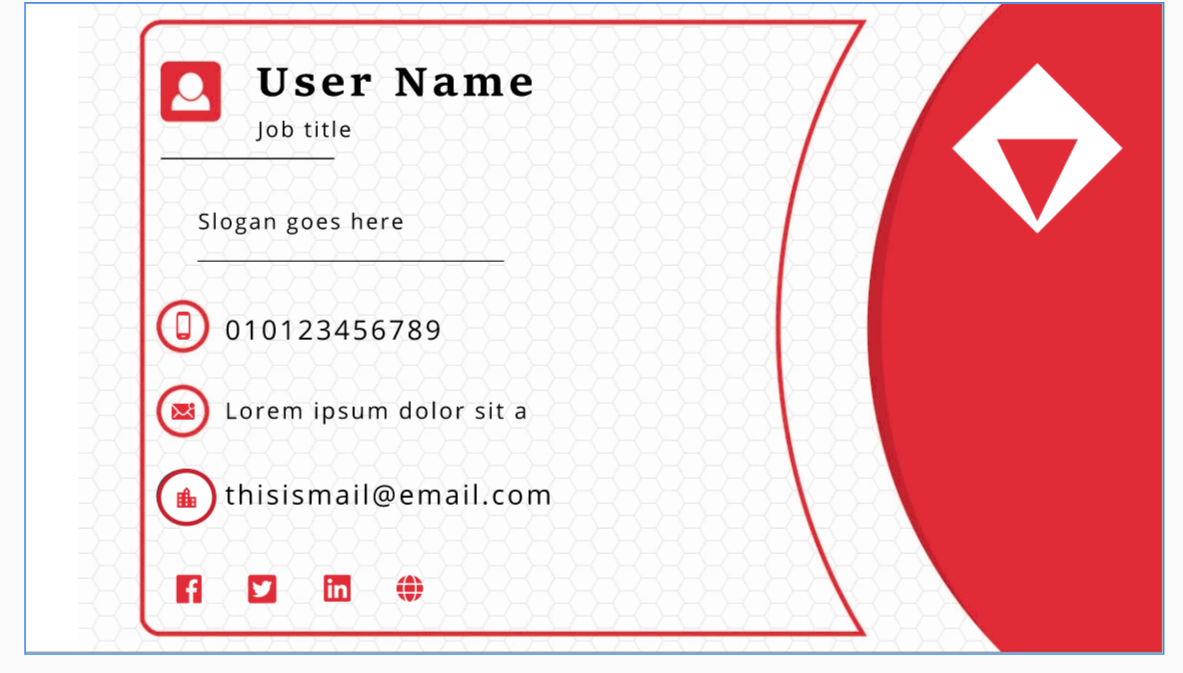 User Name
Job title
Slogan goes here
010123456789
Lorem ipsum dolor sit a
thisismail@email.com